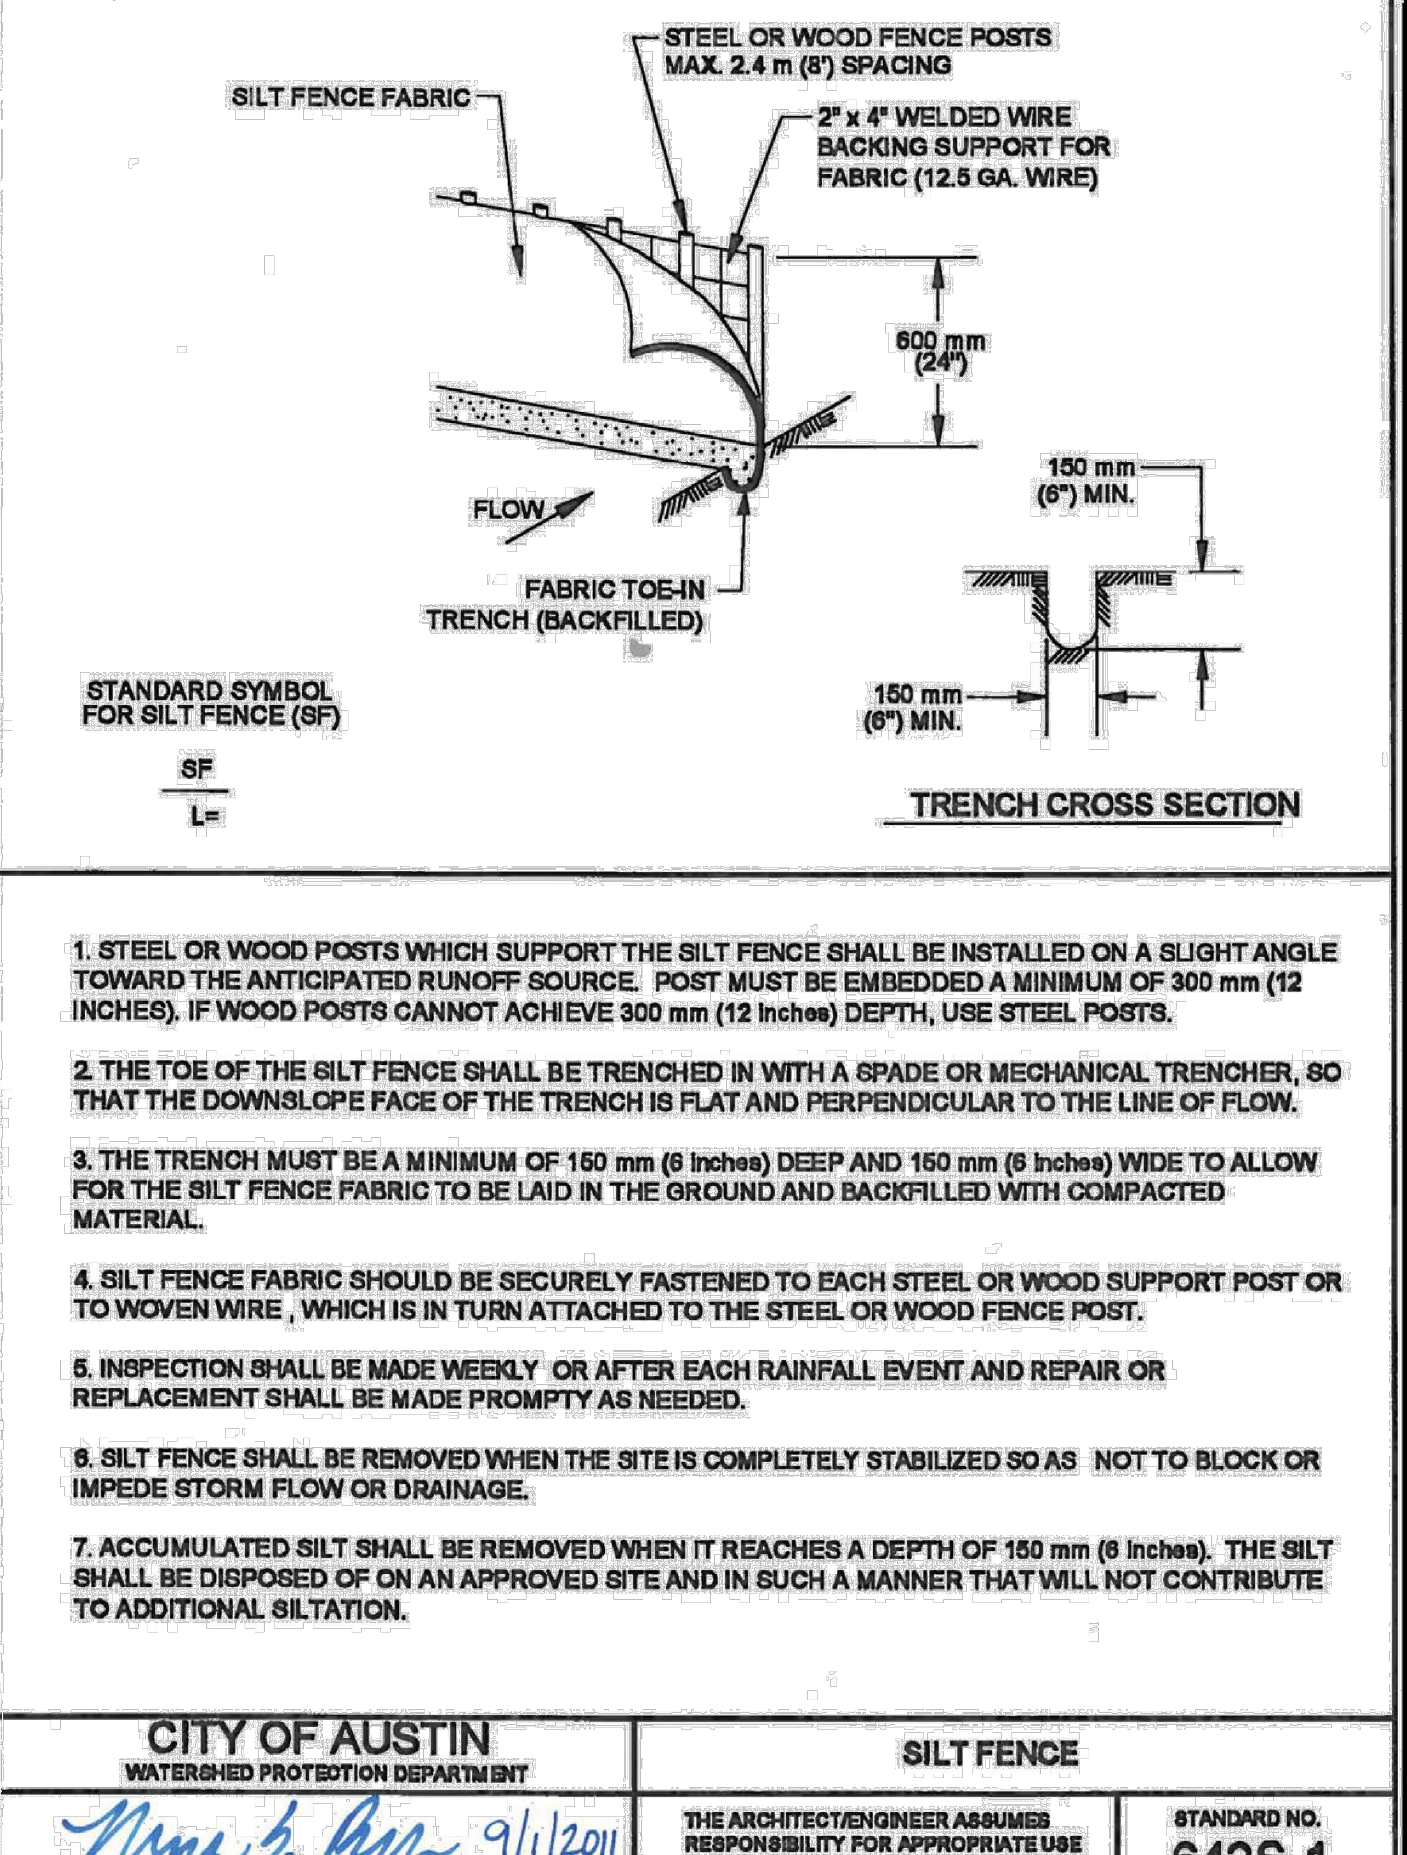 STEEL OR WOOD FENCE POSTS
MAX. 2.4 m (8') SPACING
SILT FENCE FABRIC
2" x 4" WELDED WIRE
BACKING SUPPORT FOR
FABRIC (12.5 GA. WIRE)
600 mm
(24")
150 mm
(6") MIN.
FLOW
FABRIC TOE-IN
TRENCH (BACKFILLED)
STANDARD SYMBOL
FOR SILT FENCE (SF)
150 mm
(6") MIN.
SF
L=
TRENCH CROSS SECTION
1. STEEL OR WOOD POSTS WHICH SUPPORT THE SILT FENCE SHALL BE INSTALLED ON A SLIGHT ANGLE
TOWARD THE ANTICIPATED RUNOFF SOURCE. POST MUST BE EMBEDDED A MINIMUM OF 300 mm (12
INCHES). IF WOOD POSTS CANNOT ACHIEVE 300 mm (12 inches) DEPTH, USE STEEL POSTS.
2. THE TOE OF THE SILT FENCE SHALL BE TRENCHED IN WITH A SPADE OR MECHANICAL TRENCHER, SO
THAT THE DOWNSLOPE FACE OF THE TRENCH IS FLAT AND PERPENDICULAR TO THE LINE OF FLOW.
3. THE TRENCH MUST BE A MINIMUM OF 150 mm (6 inches) DEEP AND 150 mm (6 inches) WIDE TO ALLOW
FOR THE SILT FENCE FABRIC TO BE LAID IN THE GROUND AND BACKFILLED WITH COMPACTED
MATERIAL.
4. SILT FENCE FABRIC SHOULD BE SECURELY FASTENED TO EACH STEEL OR WOOD SUPPORT POST OR
TO WOVEN WIRE , WHICH IS IN TURN ATTACHED TO THE STEEL OR WOOD FENCE POST.
5. INSPECTION SHALL BE MADE WEEKLY OR AFTER EACH RAINFALL EVENT AND REPAIR OR
REPLACEMENT SHALL BE MADE PROMPTY AS NEEDED.
6. SILT FENCE SHALL BE REMOVED WHEN THE SITE IS COMPLETELY STABILIZED SO AS NOT TO BLOCK OR
IMPEDE STORM FLOW OR DRAINAGE.
7. ACCUMULATED SILT SHALL BE REMOVED WHEN IT REACHES A DEPTH OF 150 mm (6 inches). THE SILT
SHALL BE DISPOSED OF ON AN APPROVED SITE AND IN SUCH A MANNER THAT WILL NOT CONTRIBUTE
TO ADDITIONAL SILTATION.
CITY OF AUSTIN
WATERSHED PROTECTION DEPARTMENT
SILT FENCE
9/1/2011
THE ARCHITECT/ENGINEER ASSUMES
RESPONSIBILITY FOR APPROPRIATE USE
STANDARD NO.